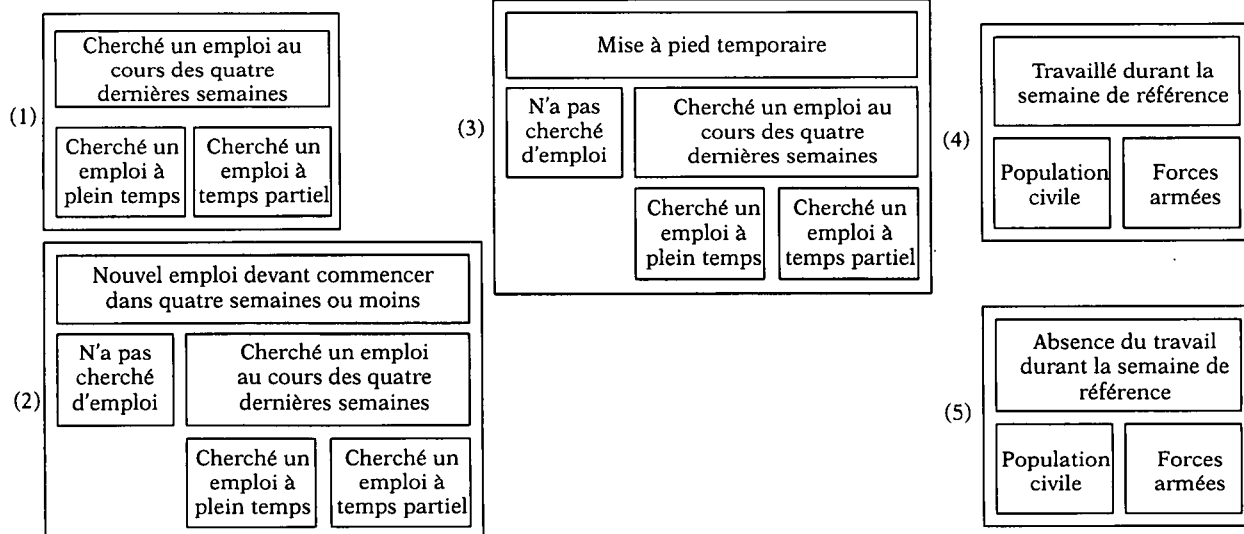 (1)
Cherché un emploi au
cours des quatre
dernières semaines
Cherché un
emploi à
plein temps
Cherché un
emploi à
temps partiel
(2)
Nouvel emploi devant commencer
dans quatre semaines ou moins
N'a pas
cherché
d'emploi
Cherché un emploi
au cours des quatre
dernières semaines
Cherché un
emploi à
plein temps
Cherché un
emploi à
temps partiel
(3)
Mise à pied temporaire
N'a pas
cherché
d'emploi
Cherché un emploi au
cours des quatre
dernières semaines
Cherché un
emploi à
plein temps
Cherché un
emploi à
temps partiel
(4)
Travaillé durant la
semaine de référence
Population
civile
Forces
armées
(5)
Absence du travail
durant la semaine de
référence
Population
civile
Forces
armées